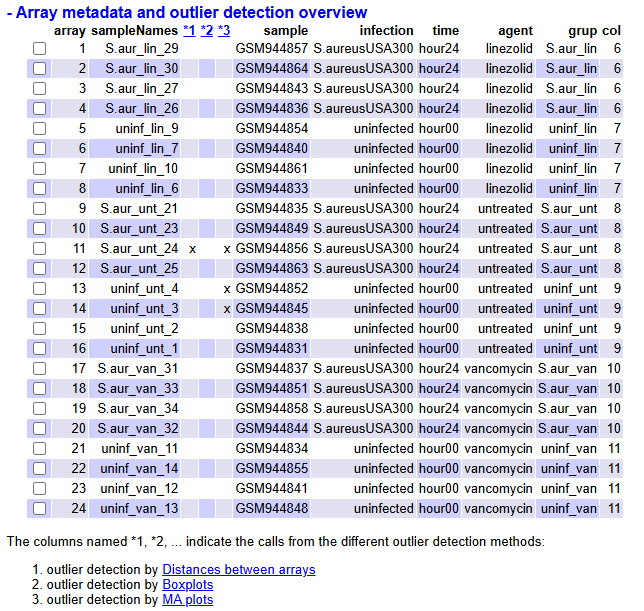 - Array metadata and outlier detection overview
array sampleNames *1 *2 *3 sample infection time agent grup col
1 S.aur_lin_29 GSM944857 S.aureusUSA300 hour24 linezolid S.aur_lin 6
2 S.aur_lin_30 GSM944864 S.aureusUSA300 hour24 linezolid S.aur_lin 6
3 S.aur_lin_27 GSM944843 S.aureusUSA300 hour24 linezolid S.aur_lin 6
4 S.aur_lin_26 GSM944836 S.aureusUSA300 hour24 linezolid S.aur_lin 6
5 uninf_lin_9 GSM944854 uninfected hour00 linezolid uninf_lin 7
6 uninf_lin_7 GSM944840 uninfected hour00 linezolid uninf_lin 7
7 uninf_lin_10 GSM944861 uninfected hour00 linezolid uninf_lin 7
8 uninf_lin_6 GSM944833 uninfected hour00 linezolid uninf_lin 7
9 S.aur_unt_21 GSM944835 S.aureusUSA300 hour24 untreated S.aur_unt 8
10 S.aur_unt_23 GSM944849 S.aureusUSA300 hour24 untreated S.aur_unt 8
11 S.aur_unt_24 x x GSM944856 S.aureusUSA300 hour24 untreated S.aur_unt 8
12 S.aur_unt_25 GSM944863 S.aureusUSA300 hour24 untreated S.aur_unt 8
13 uninf_unt_4 x GSM944852 uninfected hour00 untreated uninf_unt 9
14 uninf_unt_3 x GSM944845 uninfected hour00 untreated uninf_unt 9
15 uninf_unt_2 GSM944838 uninfected hour00 untreated uninf_unt 9
16 uninf_unt_1 GSM944831 uninfected hour00 untreated uninf_unt 9
17 S.aur_van_31 GSM944837 S.aureusUSA300 hour24 vancomycin S.aur_van 10
18 S.aur_van_33 GSM944851 S.aureusUSA300 hour24 vancomycin S.aur_van 10
19 S.aur_van_34 GSM944858 S.aureusUSA300 hour24 vancomycin S.aur_van 10
20 S.aur_van_32 GSM944844 S.aureusUSA300 hour24 vancomycin S.aur_van 10
21 uninf_van_11 GSM944834 uninfected hour00 vancomycin uninf_van 11
22 uninf_van_14 GSM944855 uninfected hour00 vancomycin uninf_van 11
23 uninf_van_12 GSM944841 uninfected hour00 vancomycin uninf_van 11
24 uninf_van_13 GSM944848 uninfected hour00 vancomycin uninf_van 11
The columns named *1, *2, ... indicate the calls from the different outlier detection methods:
1. outlier detection by Distances between arrays
2. outlier detection by Boxplots
3. outlier detection by MA plots